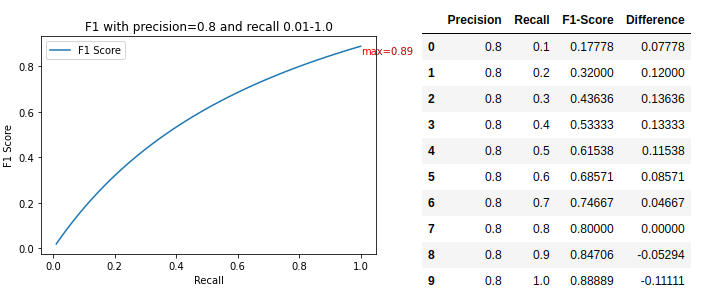 F1 with precision=0.8 and recall 0.01-1.0
F1 Score
max=0.89
F1 Score
0.8
0.6
0.4
0.2
0.0
0.0 0.2 0.4 0.6 0.8 1.0
Recall
Precision Recall F1-Score Difference
0 0.8 0.1 0.17778 0.07778
1 0.8 0.2 0.32000 0.12000
2 0.8 0.3 0.43636 0.13636
3 0.8 0.4 0.53333 0.13333
4 0.8 0.5 0.61538 0.11538
5 0.8 0.6 0.68571 0.08571
6 0.8 0.7 0.74667 0.04667
7 0.8 0.8 0.80000 0.00000
8 0.8 0.9 0.84706 -0.05294
9 0.8 1.0 0.88889 -0.11111